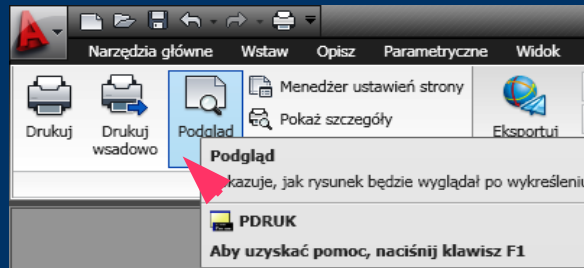 Narzędzia główne Wstaw Opisz Parametryczne Widok
Drukuj
Drukuj wsadowo
Podgląd
Menedżer ustawień strony
Pokaż szczegóły
Eksportuj
Podgląd
jak rysunek będzie wyglądał po wykreśleniu
PDRUK
Aby uzyskać pomoc, naciśnij klawisz F1